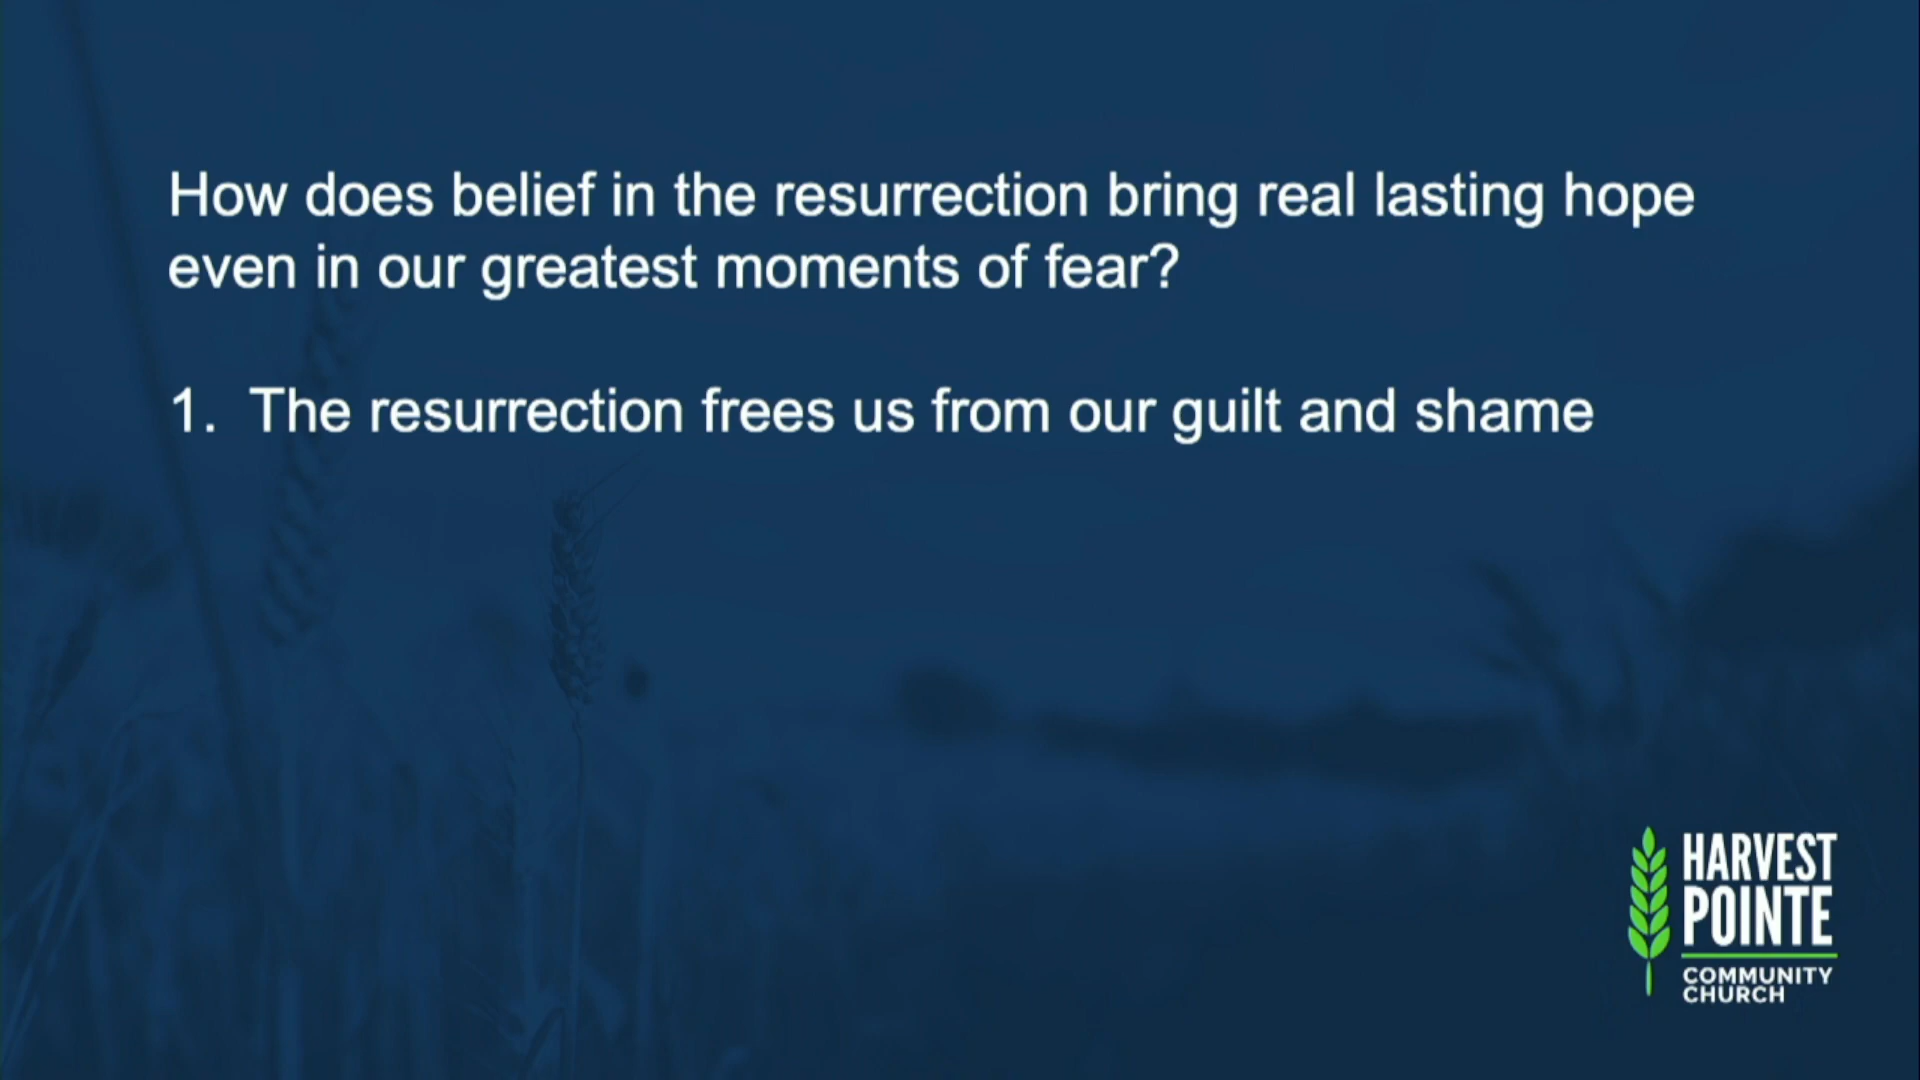 How does belief in the resurrection bring real lasting hope
even in our greatest moments of fear?
1. The resurrection frees us from our guilt and shame
HARVEST
POINTE
COMMUNITY
CHURCH